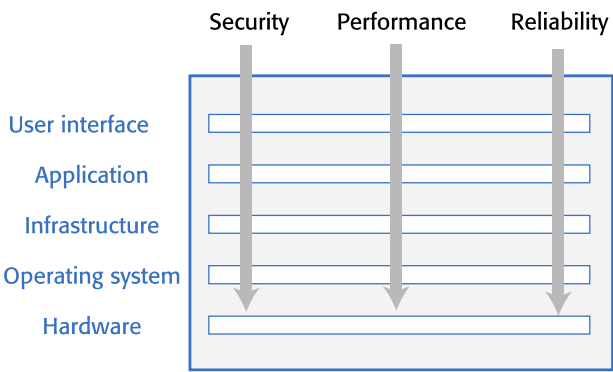 Security Performance Reliability
User interface
Application
Infrastructure
Operating system
Hardware